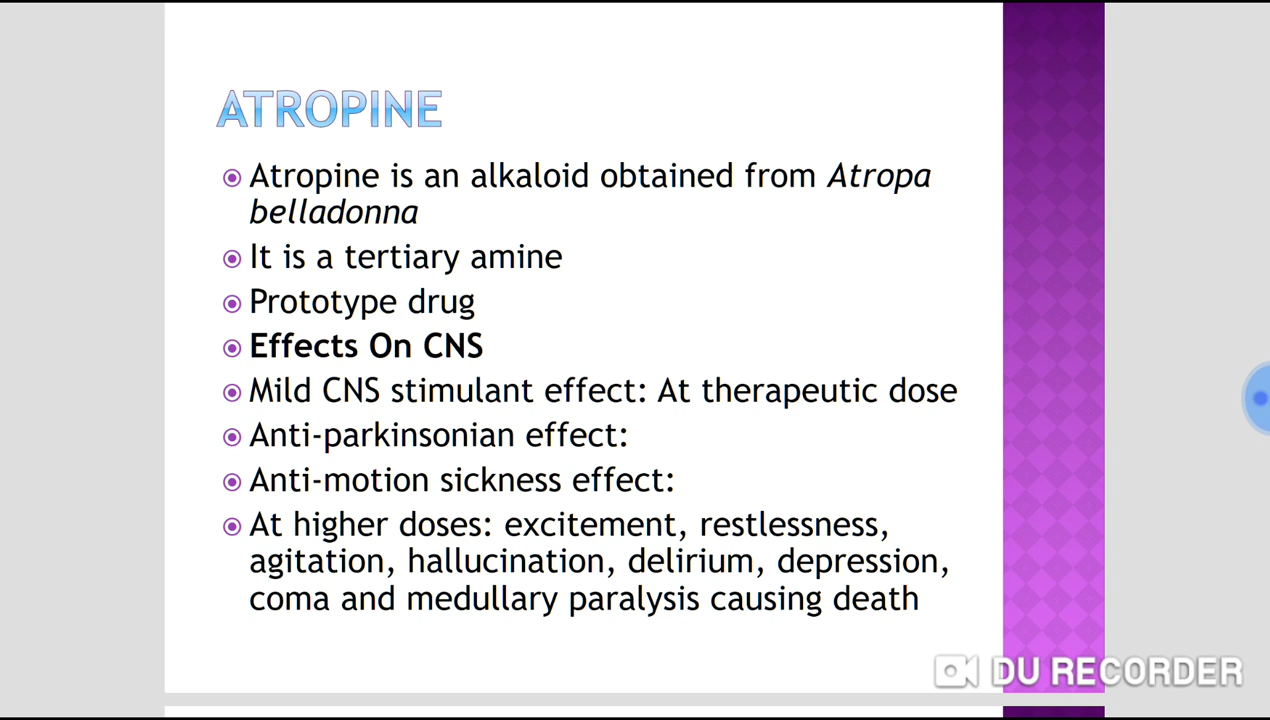 ATROPINE
Atropine is an alkaloid obtained from Atropa
belladonna
It is a tertiary amine
Prototype drug
Effects On CNS
Mild CNS stimulant effect: At therapeutic dose
Anti-parkinsonian effect:
Anti-motion sickness effect:
At higher doses: excitement, restlessness,
agitation, hallucination, delirium, depression,
coma and medullary paralysis causing death
DU RECORDER